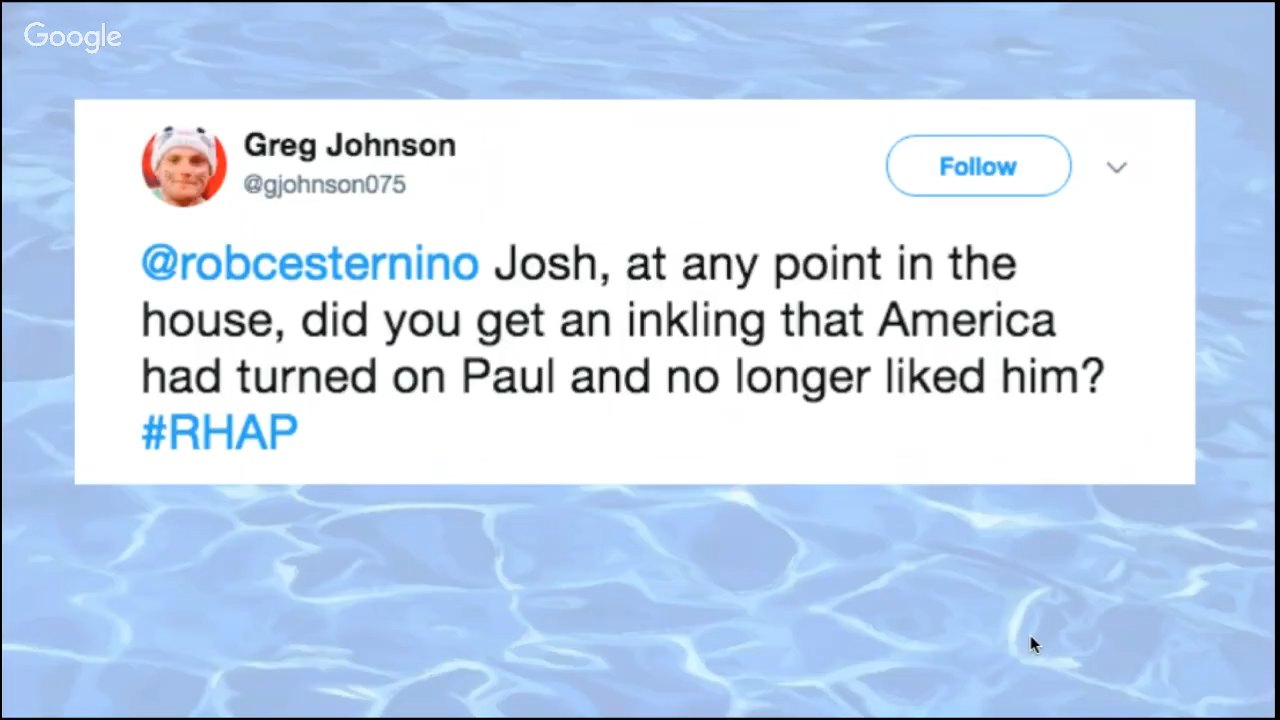 Google
Greg Johnson
@gjohnson075
Follow
@robcesternino Josh, at any point in the
house, did you get an inkling that America
had turned on Paul and no longer liked him?
#RHAP